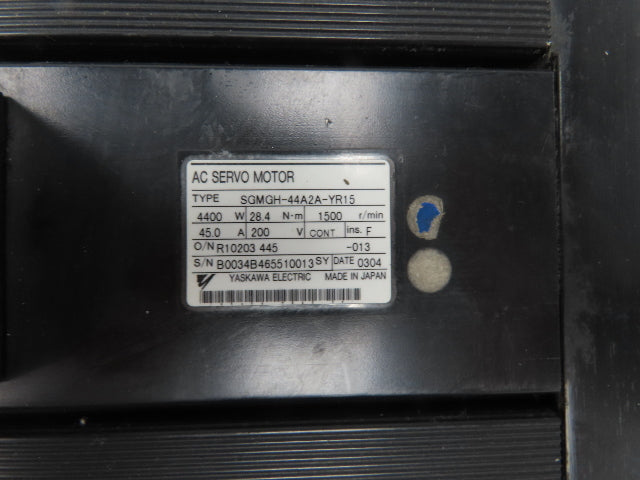 AC SERVO MOTOR
TYPE SGMGH-44A2A-YR15
4400 W 28.4 N-m 1500 r/min
45.0 A 200 V CONT ins. F
O/N R10203 445 -013
S/N B0034B465510013 SY DATE 0304
YASKAWA ELECTRIC MADE IN JAPAN